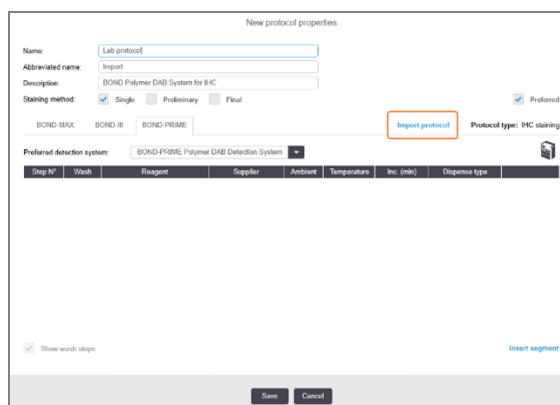 New protocol properties
Name: Lab protocol
Abbreviated name: Import
Description: BOND Polymer DAB System for IHC
Staining method: Single Preliminary Final Preferred
BOND-MAX BOND-III BOND-PRIME Import protocol Protocol type: IHC staining
Preferred detection system: BOND-PRIME Polymer DAB Detection System
Step N° Wash Reagent Supplier Ambient Temperature Inc. (min) Dispense type
Show wash steps Insert segment
Save Cancel